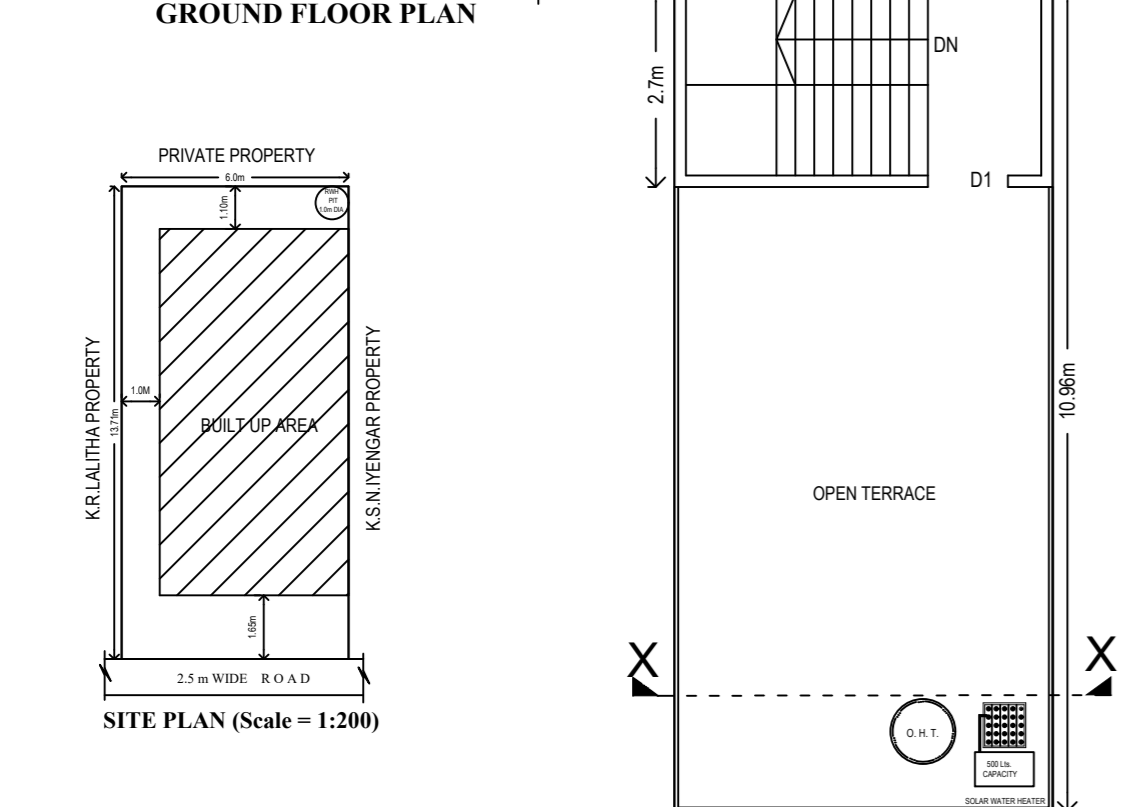 GROUND FLOOR PLAN
PRIVATE PROPERTY
6.0m
1.10m
RWH
PIT
1.0m DIA
K.R.LALITHA PROPERTY
13.71m
1.0M
BUILT UP AREA
K.S.N.IYENGAR PROPERTY
1.65m
2.5 m WIDE R O A D
SITE PLAN (Scale = 1:200)
DN
2.7m
D1
10.96m
OPEN TERRACE
X
X
O. H. T.
500 Lts.
CAPACITY
SOLAR WATER HEATER